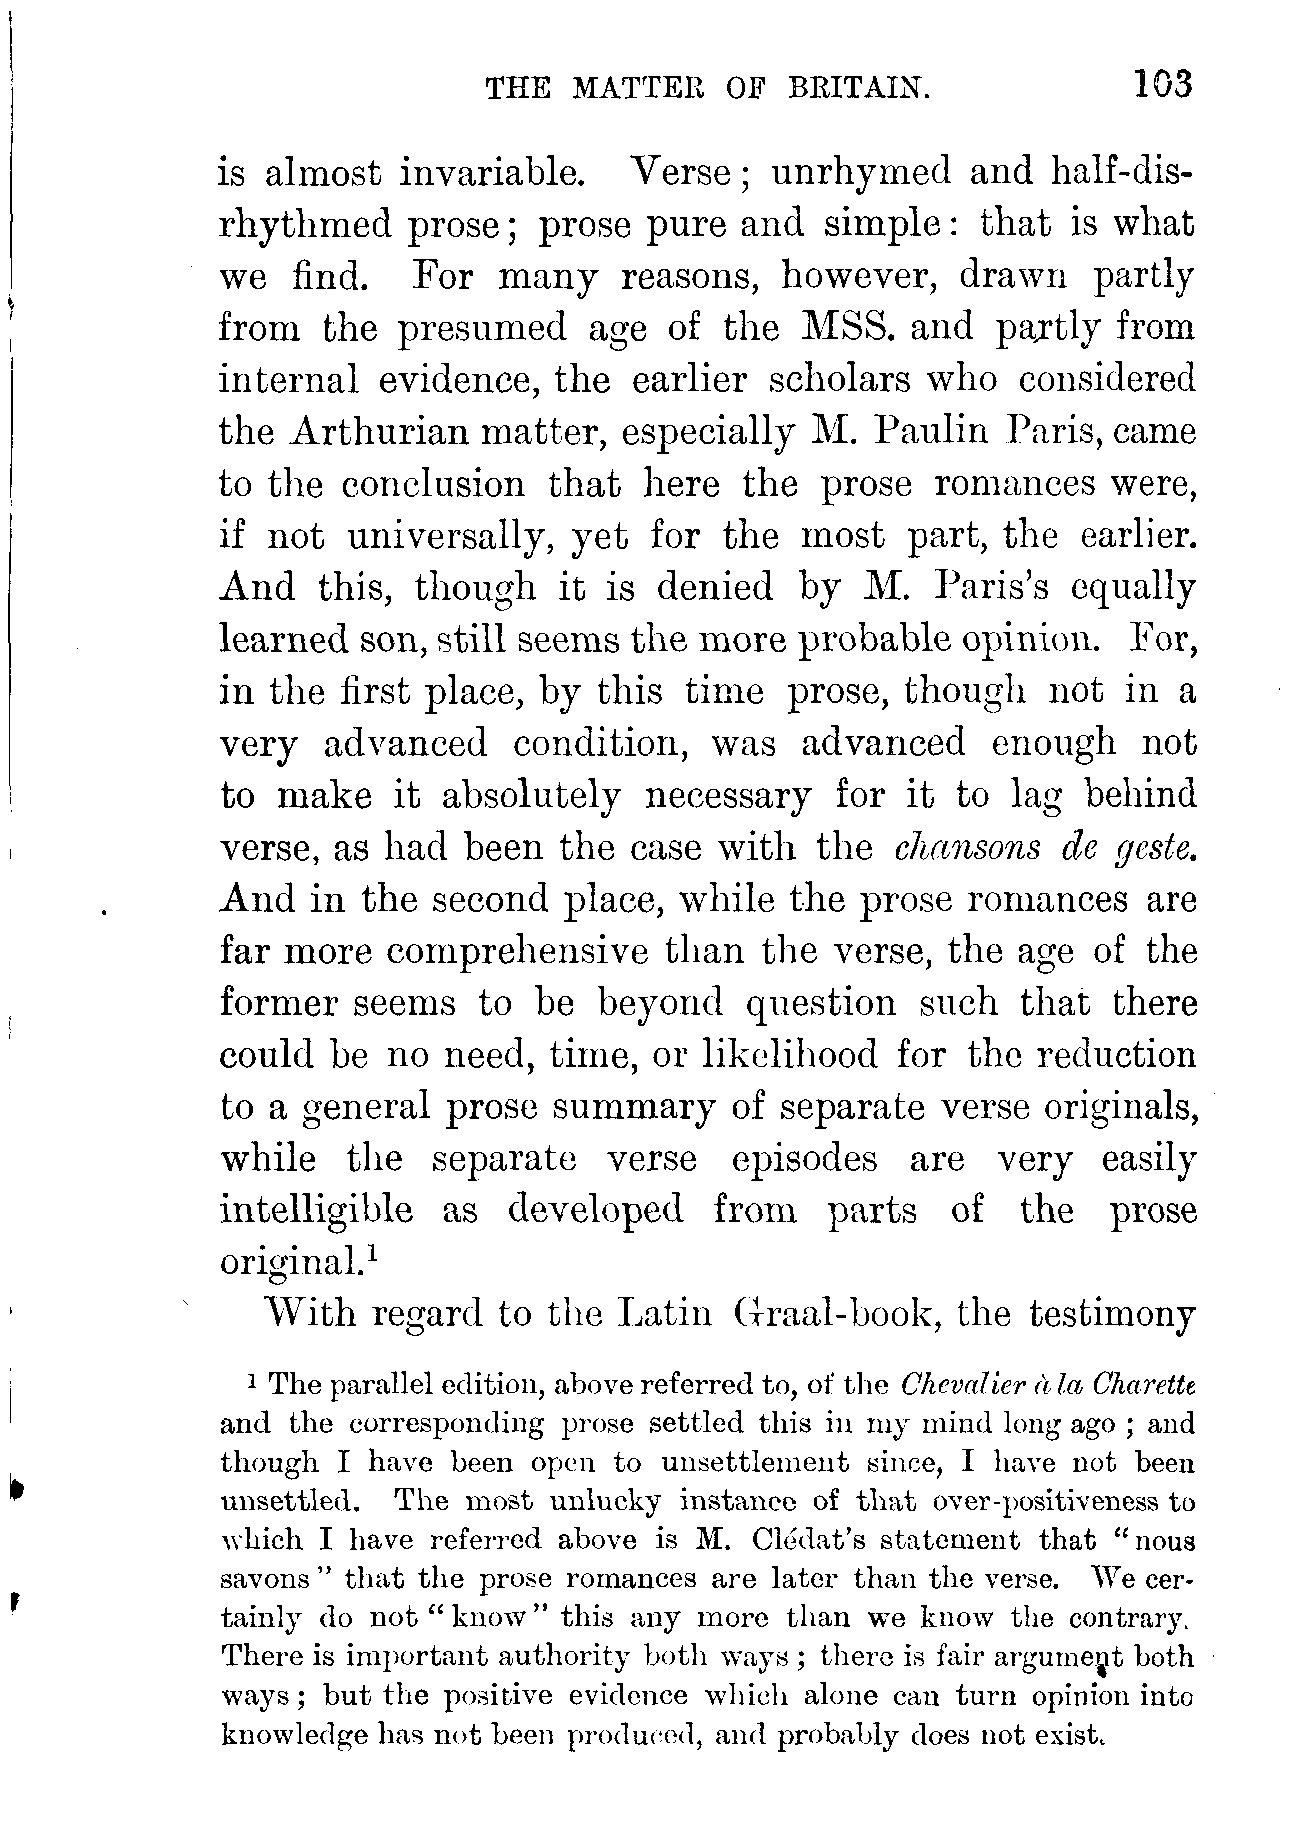 THE MATTER OF BRITAIN. 103
is almost invariable. Verse; unrhymed and half-dis-
rhythmed prose; prose pure and simple: that is what
we find. For many reasons, however, drawn partly
from the presumed age of the MSS. and partly from
internal evidence, the earlier scholars who considered
the Arthurian matter, especially M. Paulin Paris, came
to the conclusion that here the prose romances were,
if not universally, yet for the most part, the earlier.
And this, though it is denied by M. Paris's equally
learned son, still seems the more probable opinion. For,
in the first place, by this time prose, though not in a
very advanced condition, was advanced enough not
to make it absolutely necessary for it to lag behind
verse, as had been the case with the chansons de geste.
And in the second place, while the prose romances are
far more comprehensive than the verse, the age of the
former seems to be beyond question such that there
could be no need, time, or likelihood for the reduction
to a general prose summary of separate verse originals,
while the separate verse episodes are very easily
intelligible as developed from parts of the prose
original.¹
With regard to the Latin Graal-book, the testimony
¹ The parallel edition, above referred to, of the Chevalier à la Charette
and the corresponding prose settled this in my mind long ago; and
though I have been open to unsettlement since, I have not been
unsettled. The most unlucky instance of that over-positiveness to
which I have referred above is M. Clédat's statement that "nous
savons" that the prose romances are later than the verse. We cer-
tainly do not "know" this any more than we know the contrary.
There is important authority both ways; there is fair argument both
ways; but the positive evidence which alone can turn opinion into
knowledge has not been produced, and probably does not exist.